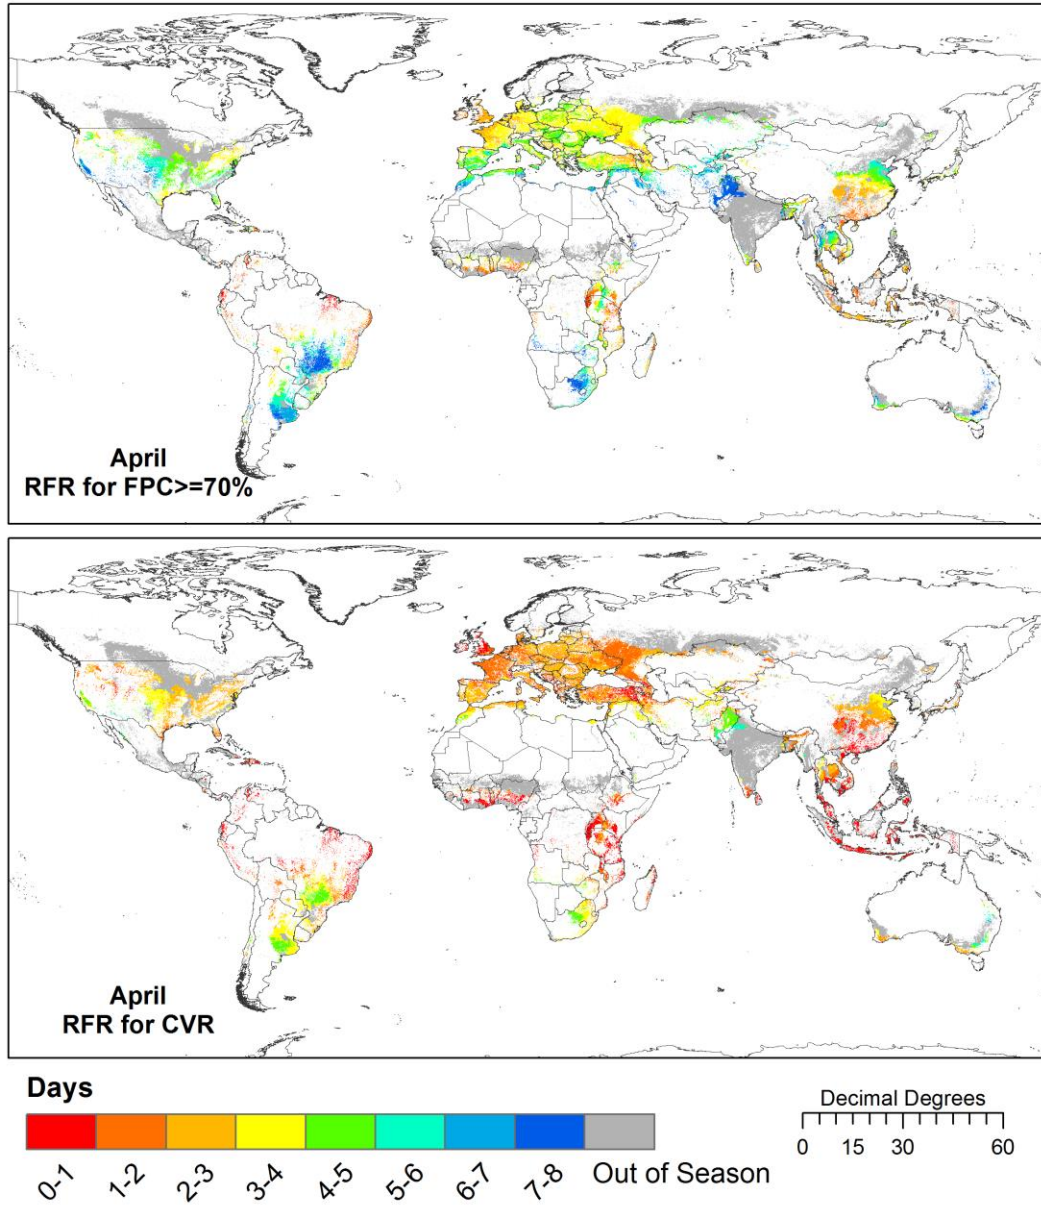 April
RFR for FPC>=70%
April
RFR for CVR
Days
0-1 1-2 2-3 3-4 4-5 5-6 6-7 7-8 Out of Season
Decimal Degrees
0 15 30 60